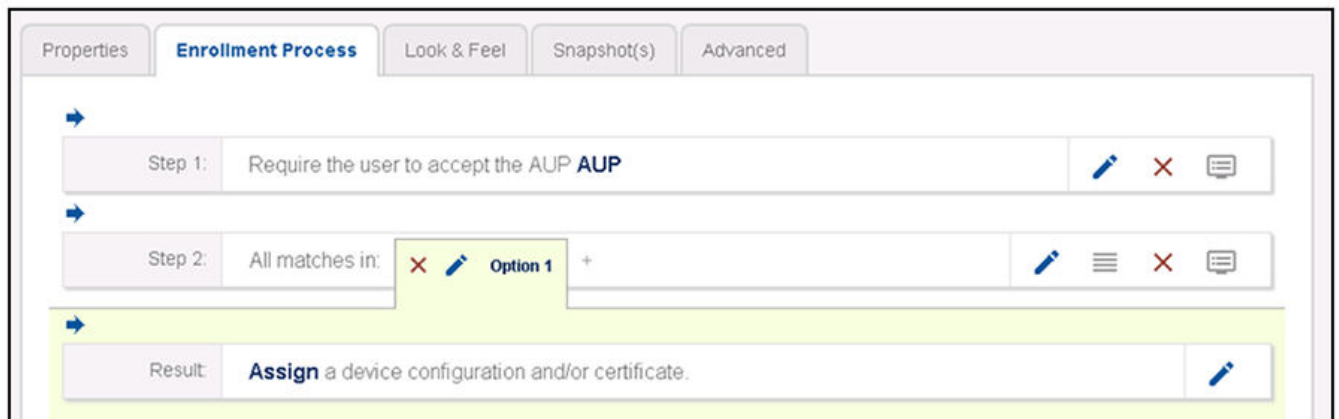 Properties Enrollment Process Look & Feel Snapshot(s) Advanced
Step 1: Require the user to accept the AUP AUP
Step 2: All matches in: Option 1 +
Result: Assign a device configuration and/or certificate.